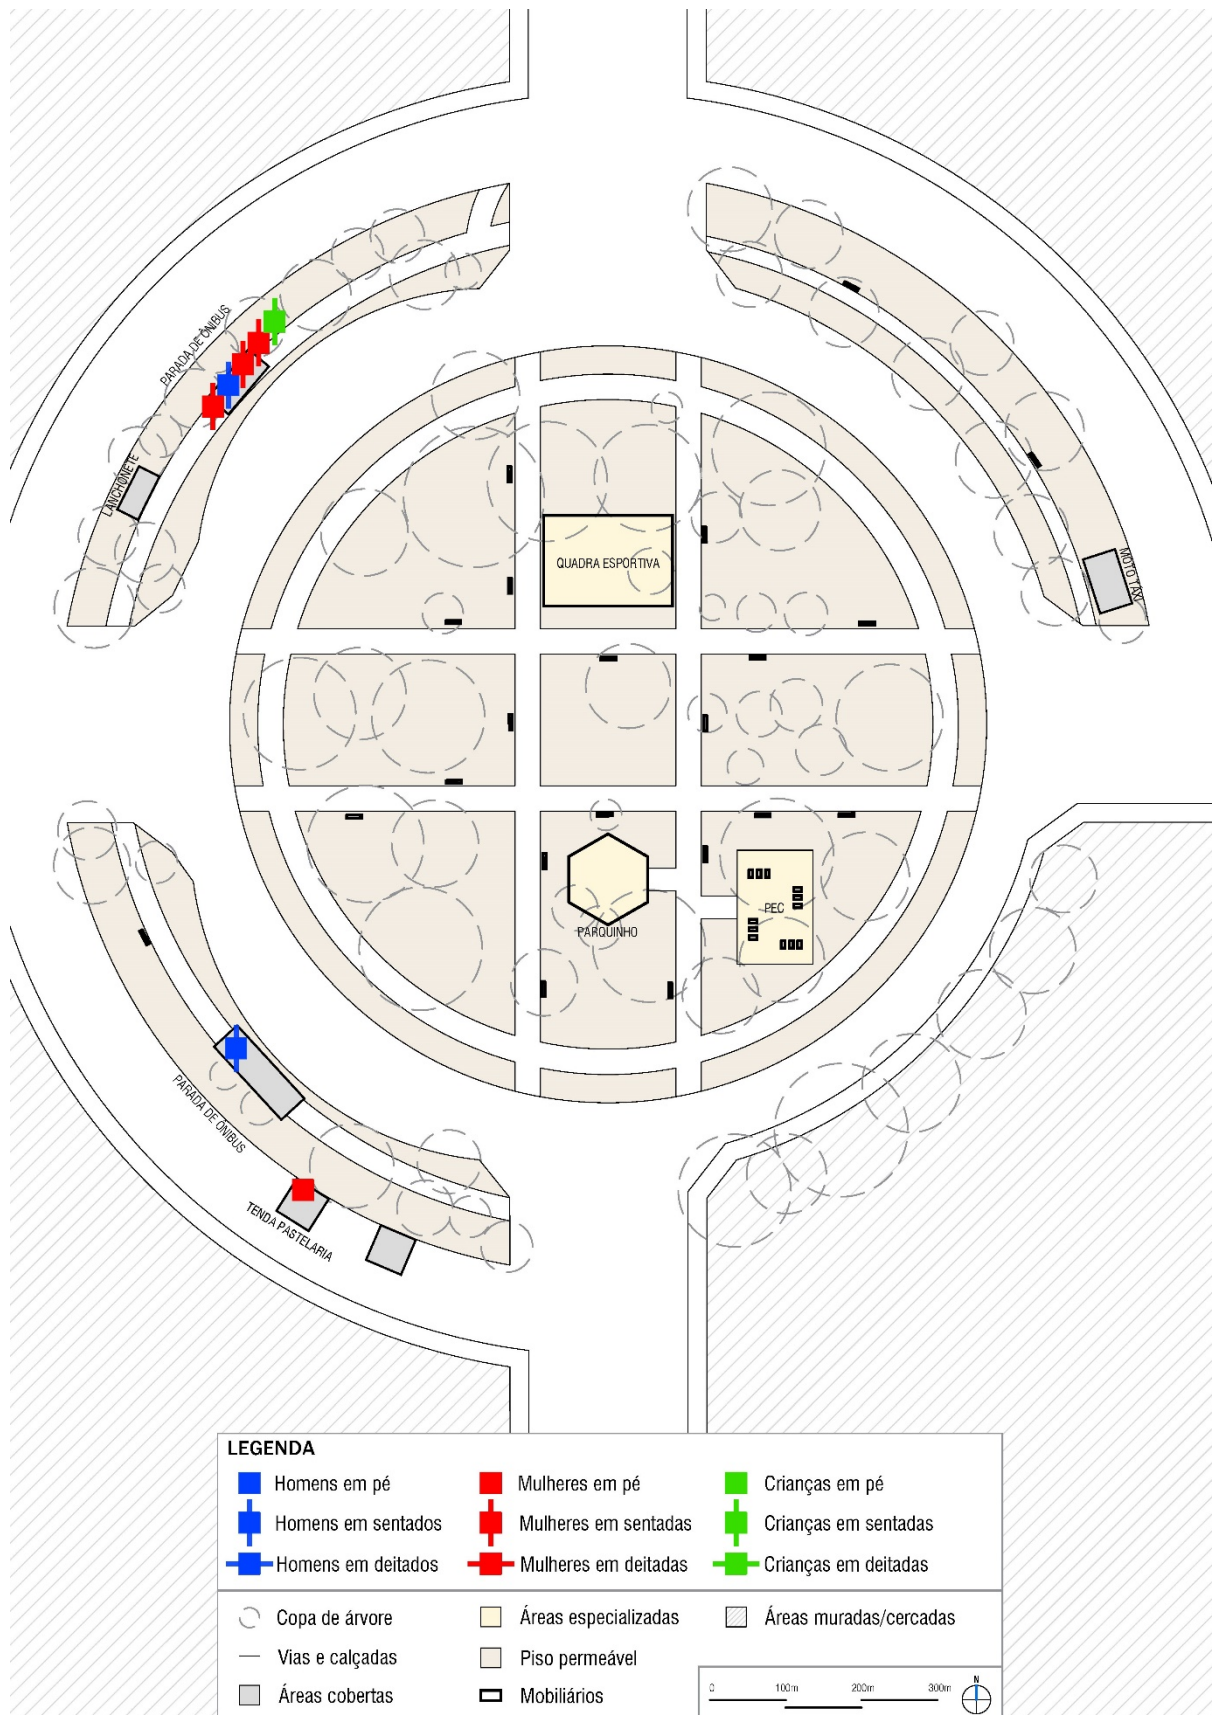 PARADA DE ÔNIBUS
LANCHONETE
QUADRA ESPORTIVA
MOTO TÁXI
PARQUINHO
PEC
PARADA DE ÔNIBUS
TENDA PASTELARIA
LEGENDA
Homens em pé
Mulheres em pé
Crianças em pé
Homens em sentados
Mulheres em sentadas
Crianças em sentadas
Homens em deitados
Mulheres em deitadas
Crianças em deitadas
Copa de árvore
Áreas especializadas
Áreas muradas/cercadas
Vias e calçadas
Piso permeável
Áreas cobertas
Mobiliários
0 100m 200m 300m
N